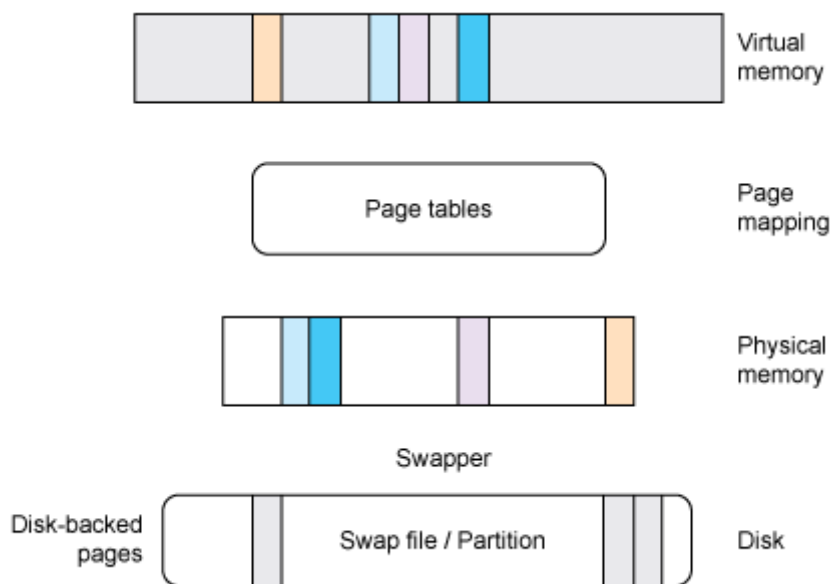 Virtual
memory
Page tables
Page
mapping
Physical
memory
Swapper
Disk-backed
pages
Swap file / Partition
Disk